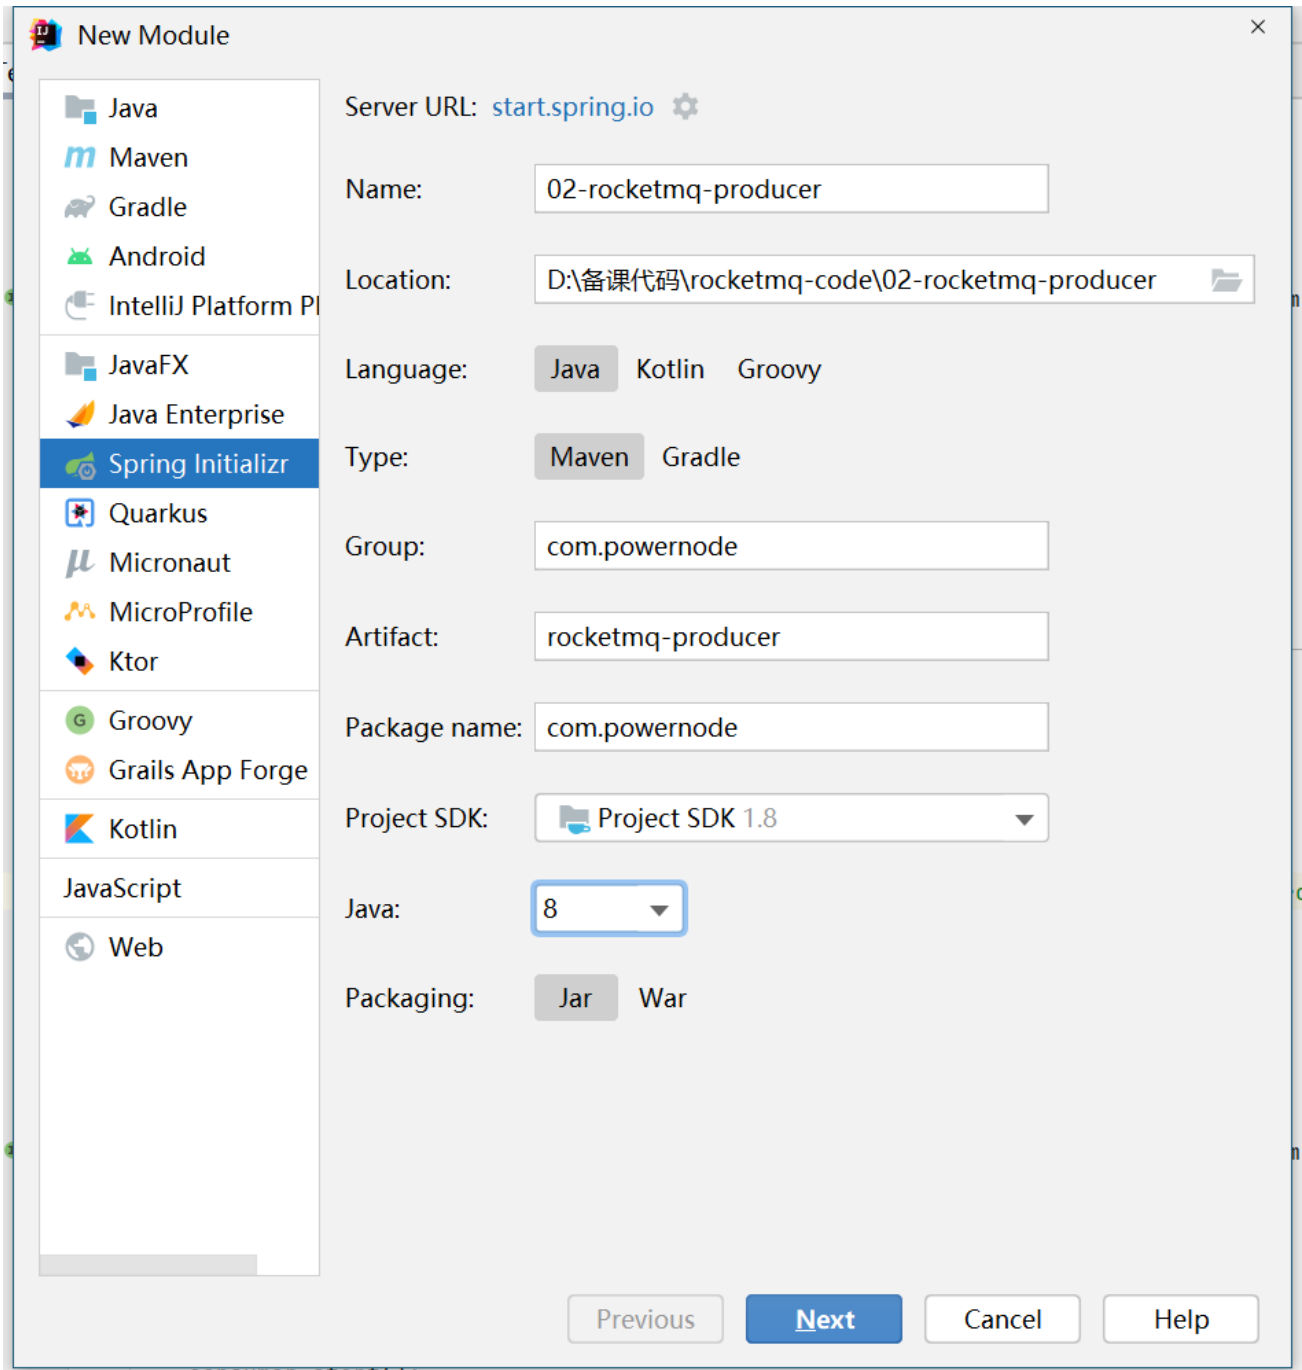 New Module
Java
Maven
Gradle
Android
IntelliJ Platform Pl
JavaFX
Java Enterprise
Spring Initializr
Quarkus
Micronaut
MicroProfile
Ktor
Groovy
Grails App Forge
Kotlin
JavaScript
Web
Server URL: start.spring.io
Name: 02-rocketmq-producer
Location: D:\备课代码\rocketmq-code\02-rocketmq-producer
Language: Java Kotlin Groovy
Type: Maven Gradle
Group: com.powernode
Artifact: rocketmq-producer
Package name: com.powernode
Project SDK: Project SDK 1.8
Java: 8
Packaging: Jar War
Previous Next Cancel Help